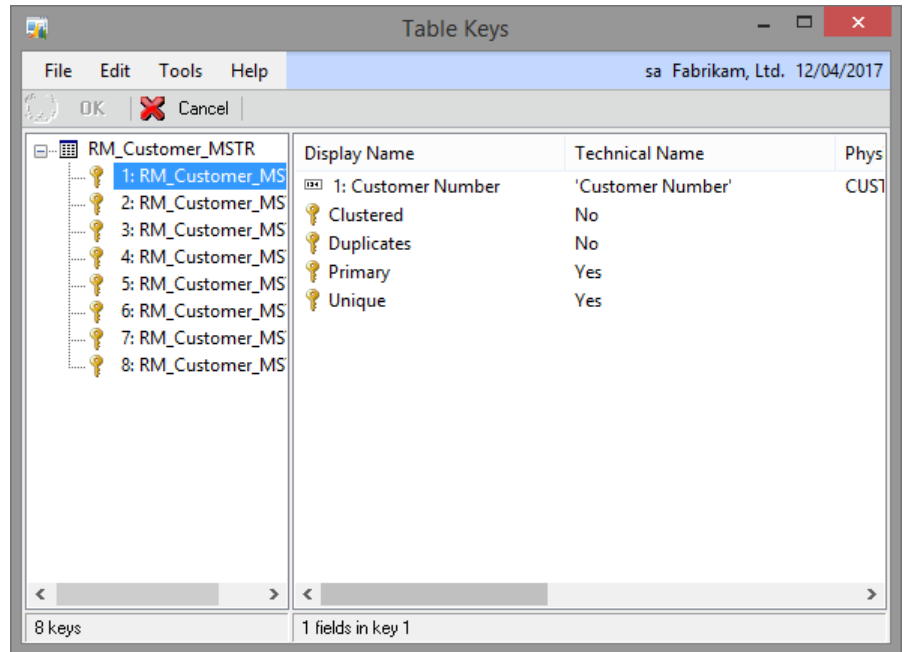 Table Keys
File Edit Tools Help sa Fabrikam, Ltd. 12/04/2017
OK Cancel
RM_Customer_MSTR
1: RM_Customer_MS
2: RM_Customer_MS
3: RM_Customer_MS
4: RM_Customer_MS
5: RM_Customer_MS
6: RM_Customer_MS
7: RM_Customer_MS
8: RM_Customer_MS
Display Name Technical Name Phys
1: Customer Number 'Customer Number' CUST
Clustered No
Duplicates No
Primary Yes
Unique Yes
8 keys 1 fields in key 1